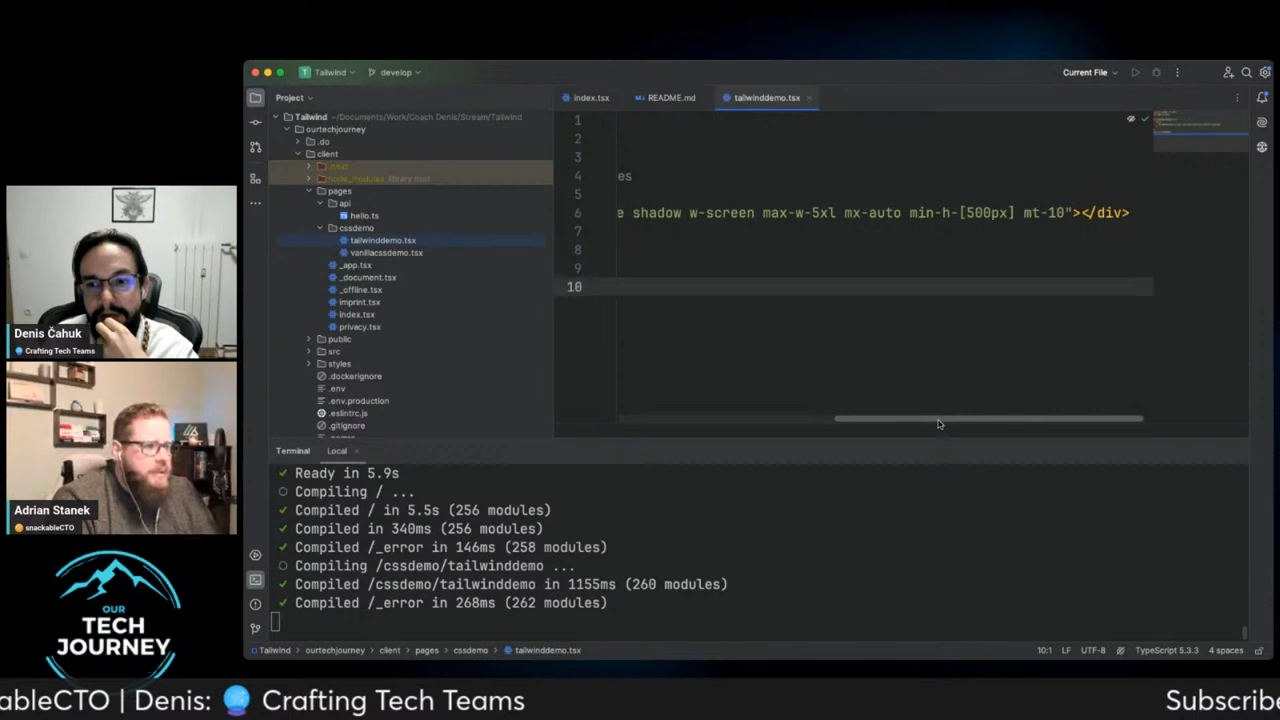 Tailwind
develop
Current File
Project
index.tsx
README.md
tailwinddemo.tsx
Tailwind ~/Documents/Work/Coach Denis/Stream/Tailwind
ourtechjourney
.do
client
.next
node_modules library root
pages
api
hello.ts
cssdemo
tailwinddemo.tsx
vanillacssdemo.tsx
_app.tsx
_document.tsx
_offline.tsx
imprint.tsx
index.tsx
privacy.tsx
public
src
styles
.dockerignore
.env
.env.production
.eslintrc.js
.gitignore
1
2
3
4 es
5
6 e shadow w-screen max-w-5xl mx-auto min-h-[500px] mt-10"></div>
7
8
9
10
Terminal
Local
Ready in 5.9s
Compiling / ...
Compiled / in 5.5s (256 modules)
Compiled in 340ms (256 modules)
Compiled /_error in 146ms (258 modules)
Compiling /cssdemo/tailwinddemo ...
Compiled /cssdemo/tailwinddemo in 1155ms (260 modules)
Compiled /_error in 268ms (262 modules)
Tailwind > ourtechjourney > client > pages > cssdemo > tailwinddemo.tsx
10:1 LF UTF-8 TypeScript 5.3.3 4 spaces
Denis Čahuk
Crafting Tech Teams
Adrian Stanek
snackableCTO
OUR
TECH
JOURNEY
ableCTO | Denis: Crafting Tech Teams
Subscribe